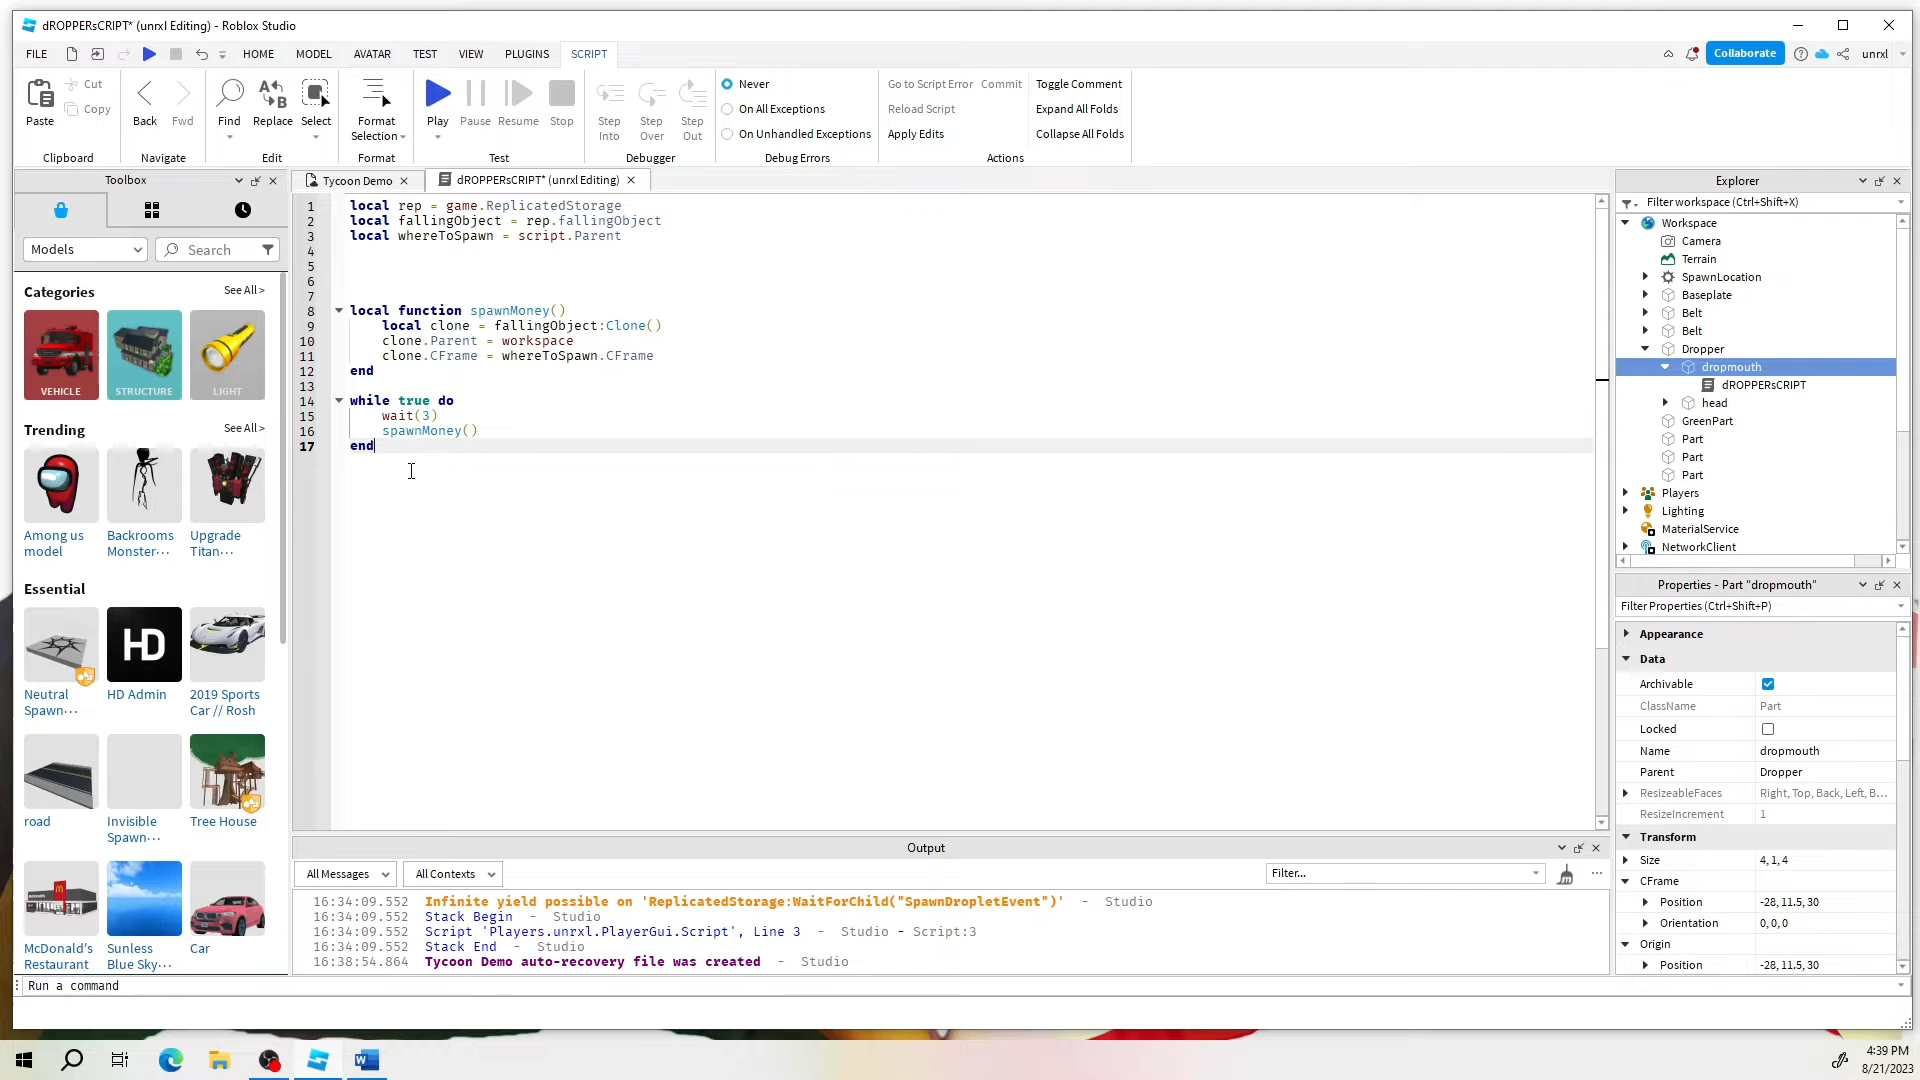 dROPPERsCRIPT* (unrxl Editing) - Roblox Studio
FILE HOME MODEL AVATAR TEST VIEW PLUGINS SCRIPT Collaborate unrxl
Paste Cut Copy Clipboard
Back Fwd Navigate
Find Replace Select Edit
Format Selection Format
Play Pause Resume Stop Test
Step Into Step Over Step Out Debugger
Never
On All Exceptions
On Unhandled Exceptions
Debug Errors
Go to Script Error Commit Toggle Comment
Reload Script Expand All Folds
Apply Edits Collapse All Folds
Actions
Toolbox
Models Search
Categories See All >
VEHICLE STRUCTURE LIGHT
Trending See All >
Among us model
Backrooms Monster···
Upgrade Titan···
Essential See All >
HD
Neutral Spawn···
HD Admin
2019 Sports Car // Rosh
road
Invisible Spawn···
Tree House
McDonald's Restaurant
Sunless Blue Sky···
Car
Tycoon Demo dROPPERsCRIPT* (unrxl Editing)
1 local rep = game.ReplicatedStorage
2 local fallingObject = rep.fallingObject
3 local whereToSpawn = script.Parent
4
5
6
7
8 local function spawnMoney()
9 local clone = fallingObject:Clone()
10 clone.Parent = workspace
11 clone.CFrame = whereToSpawn.CFrame
12 end
13
14 while true do
15 wait(3)
16 spawnMoney()
17 end
Output
All Messages All Contexts Filter... ...
16:34:09.552 Infinite yield possible on 'ReplicatedStorage:WaitForChild("SpawnDropletEvent")' - Studio
16:34:09.552 Stack Begin - Studio
16:34:09.552 Script 'Players.unrxl.PlayerGui.Script', Line 3 - Studio - Script:3
16:34:09.552 Stack End - Studio
16:38:54.864 Tycoon Demo auto-recovery file was created - Studio
Run a command
Explorer
Filter workspace (Ctrl+Shift+X)
Workspace
Camera
Terrain
SpawnLocation
Baseplate
Belt
Belt
Dropper
dropmouth
dROPPERsCRIPT
head
GreenPart
Part
Part
Part
Players
Lighting
MaterialService
NetworkClient
Properties - Part "dropmouth"
Filter Properties (Ctrl+Shift+P)
Appearance
Data
Archivable
ClassName Part
Locked
Name dropmouth
Parent Dropper
ResizeableFaces Right, Top, Back, Left, B...
ResizeIncrement 1
Transform
Size 4, 1, 4
CFrame
Position -28, 11.5, 30
Orientation 0, 0, 0
Origin
Position -28, 11.5, 30
4:39 PM
8/21/2023